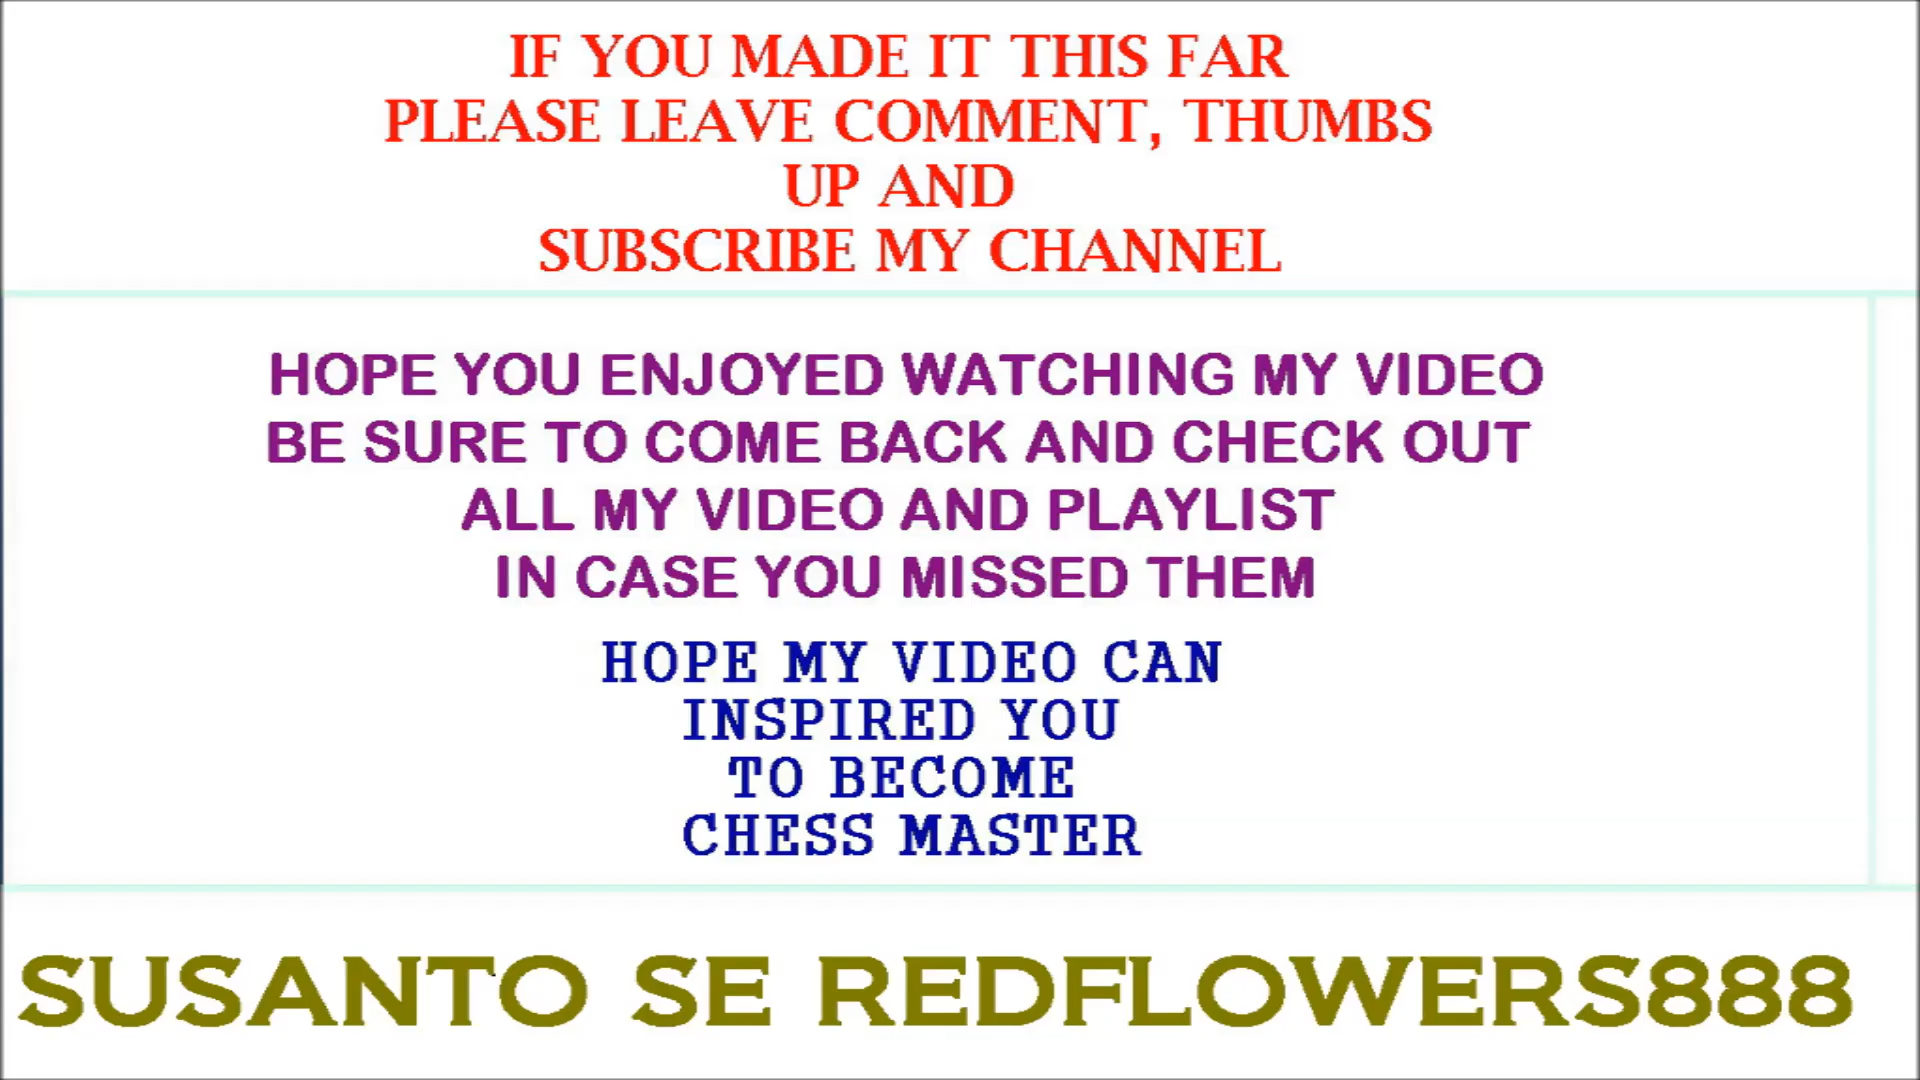 IF YOU MADE IT THIS FAR
PLEASE LEAVE COMMENT, THUMBS
UP AND
SUBSCRIBE MY CHANNEL
HOPE YOU ENJOYED WATCHING MY VIDEO
BE SURE TO COME BACK AND CHECK OUT
ALL MY VIDEO AND PLAYLIST
IN CASE YOU MISSED THEM
HOPE MY VIDEO CAN
INSPIRED YOU
TO BECOME
CHESS MASTER
SUSANTO SE REDFLOWERS888